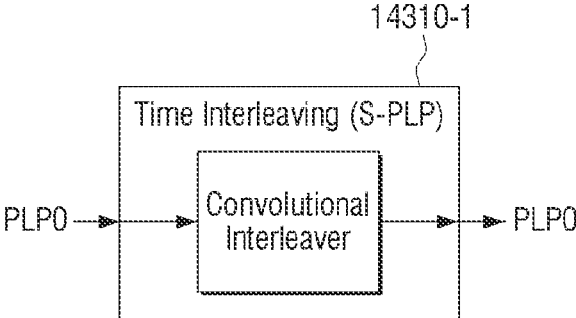 14310-1
Time Interleaving (S-PLP)
PLP0
Convolutional
Interleaver
PLP0